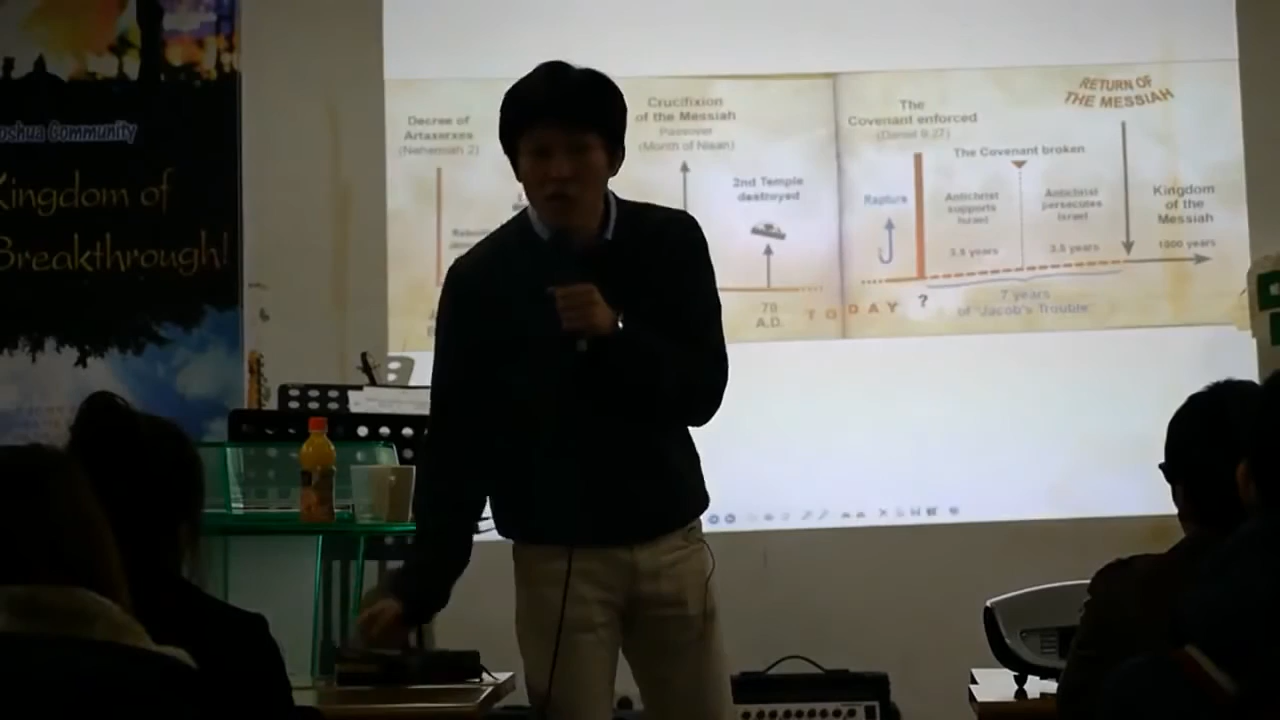 oshua Community
Kingdom of
Breakthrough!
Decree of
Artaxerxes
(Nehemiah 2)
Crucifixion
of the Messiah
Passover
(Month of Nisan)
2nd Temple
destroyed
70
A.D.
TODAY
The
Covenant enforced
(Daniel 9:27)
Rapture
The Covenant broken
Antichrist
supports
Israel
3.5 years
Antichrist
persecutes
Israel
3.5 years
?
7 years
of "Jacob's Trouble"
RETURN OF
THE MESSIAH
Kingdom
of the
Messiah
1000 years